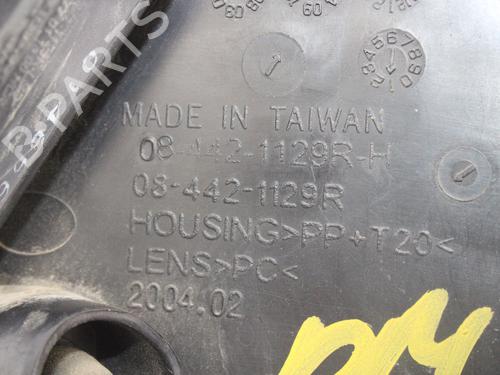 MADE IN TAIWAN
08-442-1129R-H
08-442-1129R
HOUSING>PP+T20<
LENS>PC<
2004.02
B-PARTS